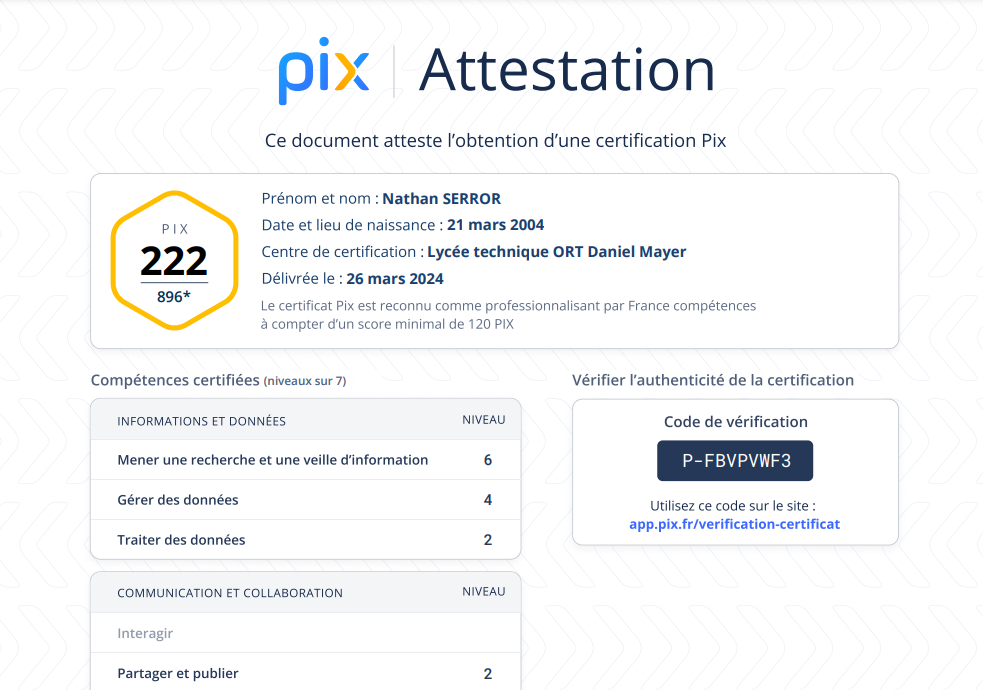 pix | Attestation
Ce document atteste l’obtention d’une certification Pix
PIX
222
896*
Prénom et nom : Nathan SERROR
Date et lieu de naissance : 21 mars 2004
Centre de certification : Lycée technique ORT Daniel Mayer
Délivrée le : 26 mars 2024
Le certificat Pix est reconnu comme professionnalisant par France compétences
à compter d’un score minimal de 120 PIX
Compétences certifiées (niveaux sur 7)
INFORMATIONS ET DONNÉES NIVEAU
Mener une recherche et une veille d’information 6
Gérer des données 4
Traiter des données 2
COMMUNICATION ET COLLABORATION NIVEAU
Interagir
Partager et publier 2
Vérifier l’authenticité de la certification
Code de vérification
P-FBVPVWF3
Utilisez ce code sur le site :
app.pix.fr/verification-certificat